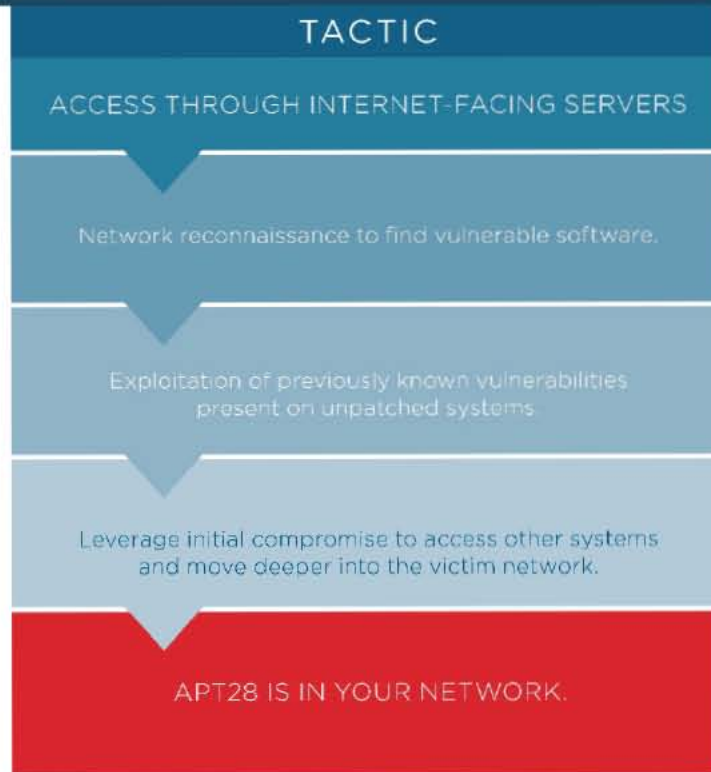 TACTIC
ACCESS THROUGH INTERNET-FACING SERVERS
Network reconnaissance to find vulnerable software.
Exploitation of previously known vulnerabilities
present on unpatched systems.
Leverage initial compromise to access other systems
and move deeper into the victim network.
APT28 IS IN YOUR NETWORK.